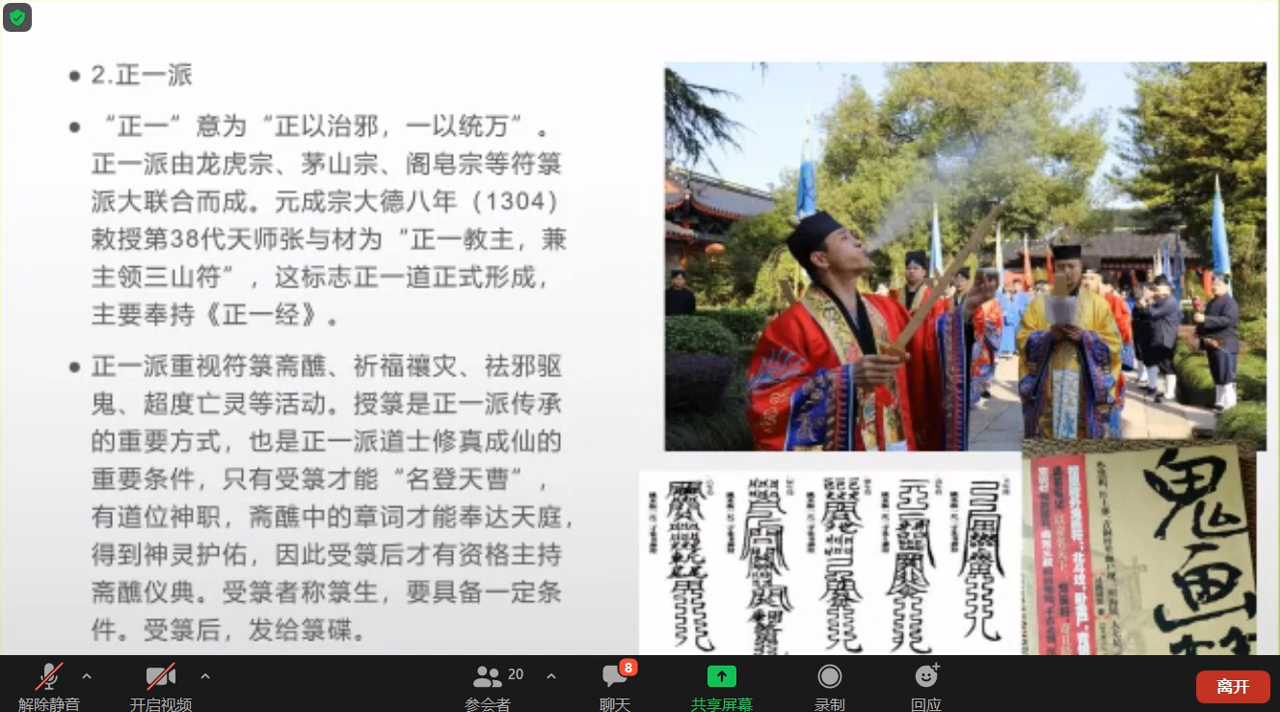 2.正一派
“正一”意为“正以治邪，一以统万”。
正一派由龙虎宗、茅山宗、阁皂宗等符箓
派大联合而成。元成宗大德八年（1304）
敕授第38代天师张与材为“正一教主，兼
主领三山符”，这标志正一道正式形成，
主要奉持《正一经》。
正一派重视符箓斋醮、祈福禳灾、祛邪驱
鬼、超度亡灵等活动。授箓是正一派传承
的重要方式，也是正一派道士修真成仙的
重要条件，只有受箓才能“名登天曹”，
有道位神职，斋醮中的章词才能奉达天庭，
得到神灵护佑，因此受箓后才有资格主持
斋醮仪典。受箓者称箓生，要具备一定条
件。受箓后，发给箓牒。
鬼画
解除静音
开启视频
20
参会者
8
聊天
共享屏幕
录制
回应
离开